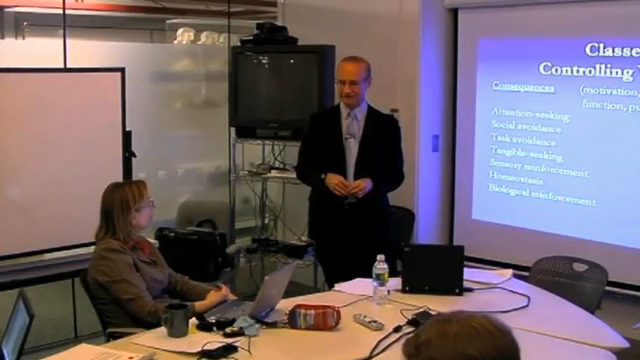 Classe
Controlling
Consequences (motivation,
function, pu
Attention-seeking
Social avoidance
Task avoidance
Tangible-seeking
Sensory reinforcement
Homeostasis
Biological reinforcement